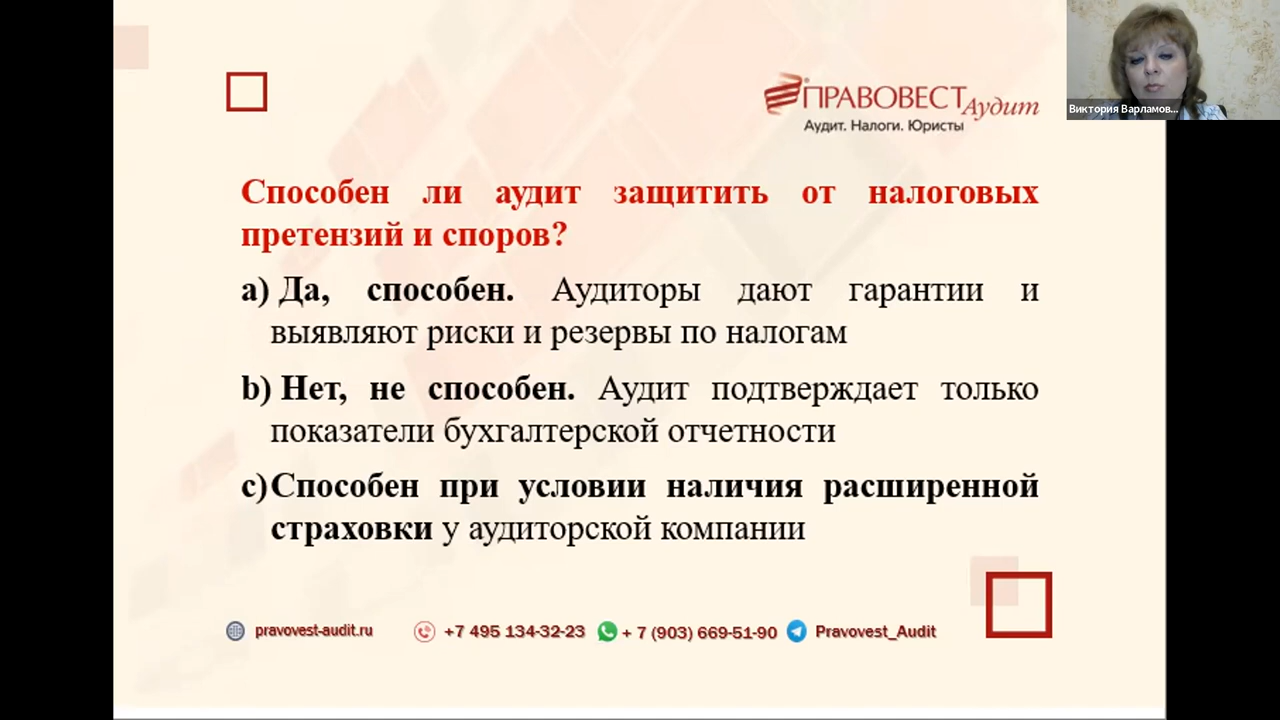 Виктория Варламов...
ПРАВОВЕСТ Аудит
Аудит. Налоги. Юристы
Способен ли аудит защитить от налоговых
претензий и споров?
a) Да, способен. Аудиторы дают гарантии и
выявляют риски и резервы по налогам
b) Нет, не способен. Аудит подтверждает только
показатели бухгалтерской отчетности
c) Способен при условии наличия расширенной
страховки у аудиторской компании
pravovest-audit.ru +7 495 134-32-23 + 7 (903) 669-51-90 Pravovest_Audit